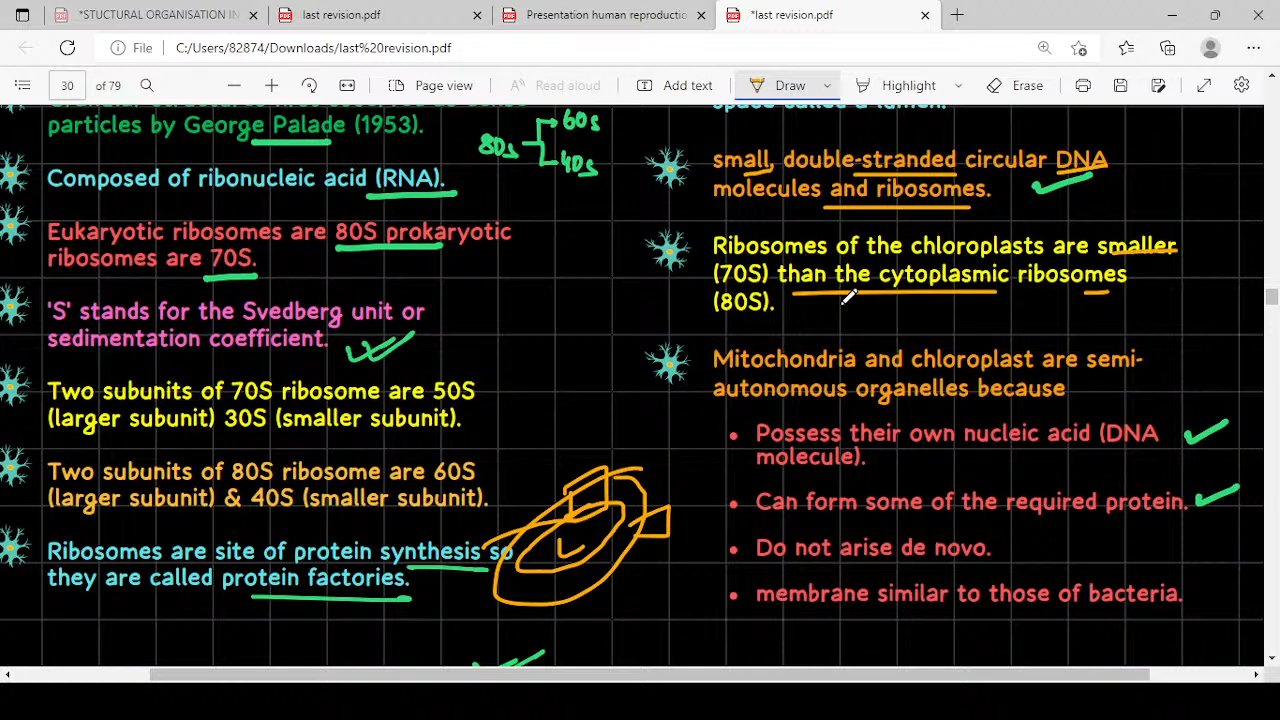 *STUCTURAL ORGANISATION IN
last revision.pdf
Presentation human reproductio
*last revision.pdf
File
C:/Users/82874/Downloads/last%20revision.pdf
30 of 79
Page view
Read aloud
Add text
Draw
Highlight
Erase
particles by George Palade (1953).
80s
60s
40s
Composed of ribonucleic acid (RNA).
Eukaryotic ribosomes are 80S prokaryotic
ribosomes are 70S.
'S' stands for the Svedberg unit or
sedimentation coefficient.
Two subunits of 70S ribosome are 50S
(larger subunit) 30S (smaller subunit).
Two subunits of 80S ribosome are 60S
(larger subunit) & 40S (smaller subunit).
Ribosomes are site of protein synthesis so
they are called protein factories.
space called a lumen.
small, double-stranded circular DNA
molecules and ribosomes.
Ribosomes of the chloroplasts are smaller
(70S) than the cytoplasmic ribosomes
(80S).
Mitochondria and chloroplast are semi-
autonomous organelles because
• Possess their own nucleic acid (DNA
molecule).
• Can form some of the required protein.
• Do not arise de novo.
• membrane similar to those of bacteria.